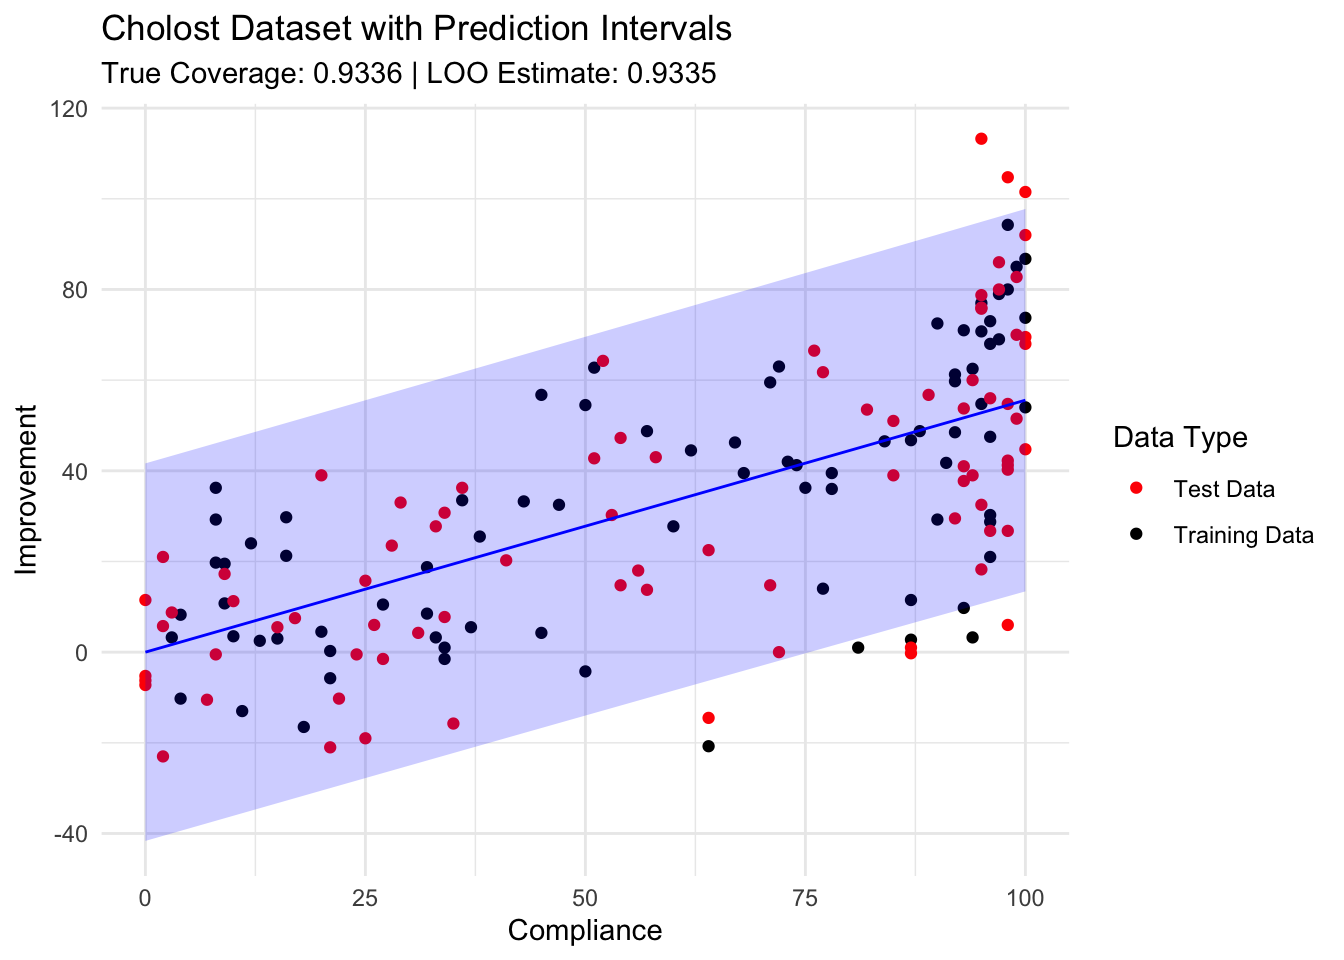 Cholost Dataset with Prediction Intervals
True Coverage: 0.9336 | LOO Estimate: 0.9335
120
80
40
0
-40
Improvement
0 25 50 75 100
Compliance
Data Type
Test Data
Training Data